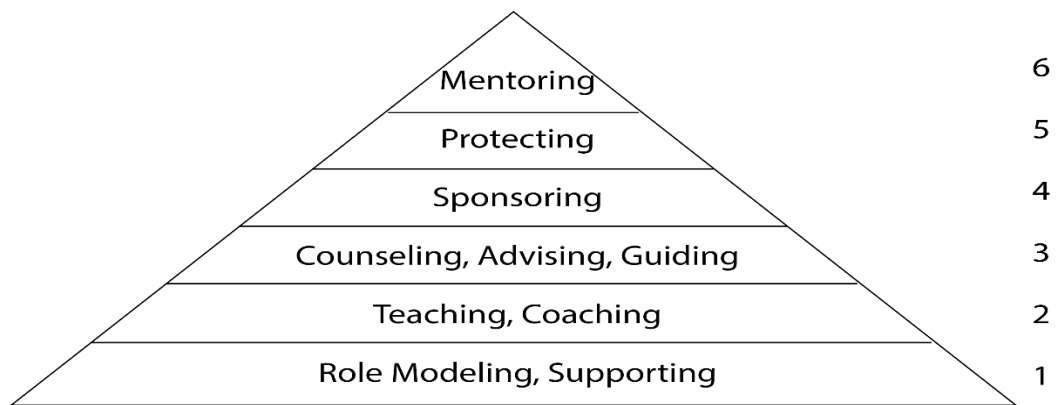 Mentoring 6
Protecting 5
Sponsoring 4
Counseling, Advising, Guiding 3
Teaching, Coaching 2
Role Modeling, Supporting 1